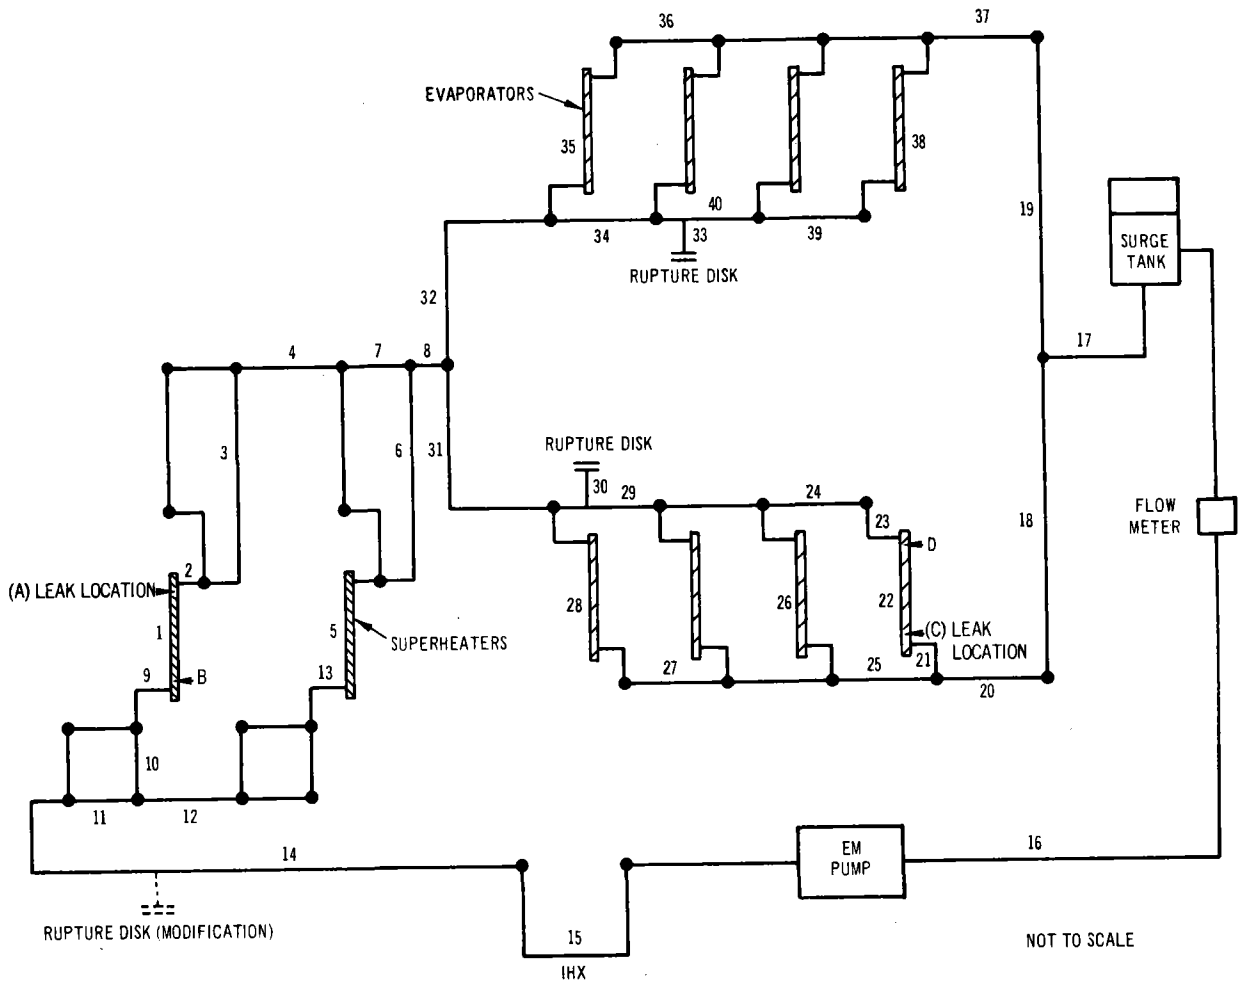 36
37
EVAPORATORS
35
38
40
34
33
39
RUPTURE DISK
19
SURGE
TANK
32
17
4
7
8
3
6
31
RUPTURE DISK
30
29
24
23
D
18
FLOW
METER
2
(A) LEAK LOCATION
1
5
SUPERHEATERS
28
26
22
(C) LEAK
LOCATION
21
9
B
13
27
25
20
10
11
12
14
EM
PUMP
16
RUPTURE DISK (MODIFICATION)
15
IHX
NOT TO SCALE